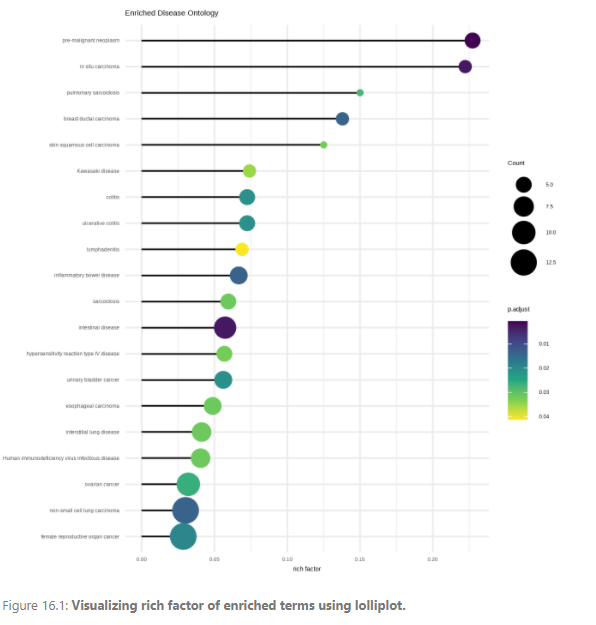 Enriched Disease Ontology
pre-malignant neoplasm
in situ carcinoma
pulmonary sarcoidosis
breast ductal carcinoma
skin squamous cell carcinoma
Kawasaki disease
colitis
ulcerative colitis
lymphadenitis
inflammatory bowel disease
sarcoidosis
intestinal disease
hypersensitivity reaction type IV disease
urinary bladder cancer
esophageal carcinoma
interstitial lung disease
Human immunodeficiency virus infectious disease
ovarian cancer
non-small cell lung carcinoma
female reproductive organ cancer
0.00 0.05 0.10 0.15 0.20
rich factor
Count
5.0
7.5
10.0
12.5
p.adjust
0.01
0.02
0.03
0.04
Figure 16.1: Visualizing rich factor of enriched terms using lolliplot.